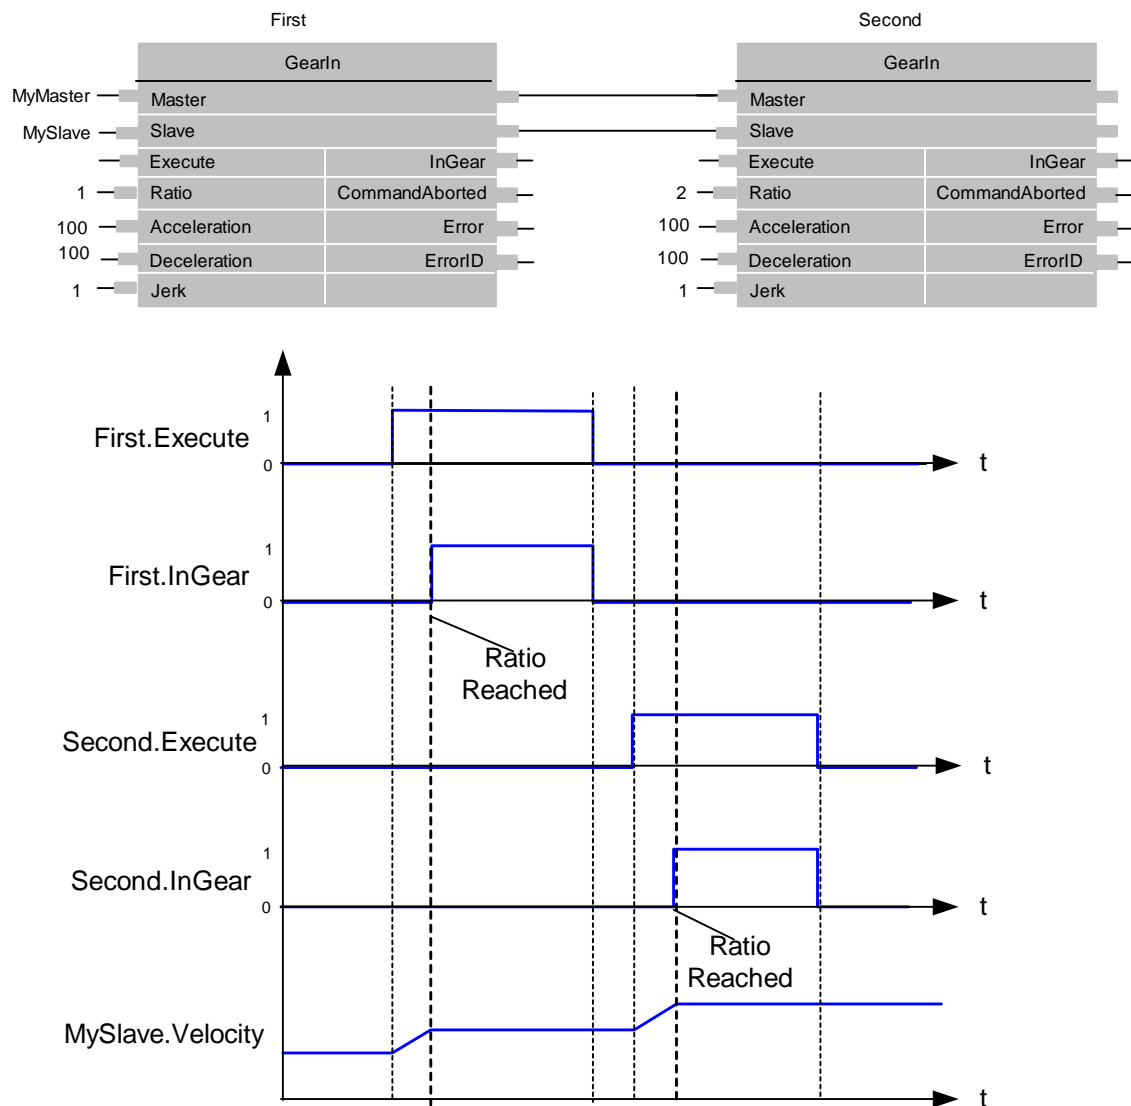 First
Second
GearIn
GearIn
MyMaster
Master
Master
MySlave
Slave
Slave
Execute InGear
Execute InGear
1 Ratio CommandAborted
2 Ratio CommandAborted
100 Acceleration Error
100 Acceleration Error
100 Deceleration ErrorID
100 Deceleration ErrorID
1 Jerk
1 Jerk
1
First.Execute
0
t
1
First.InGear
0
t
Ratio
Reached
1
Second.Execute
0
t
1
Second.InGear
0
t
Ratio
Reached
MySlave.Velocity
t